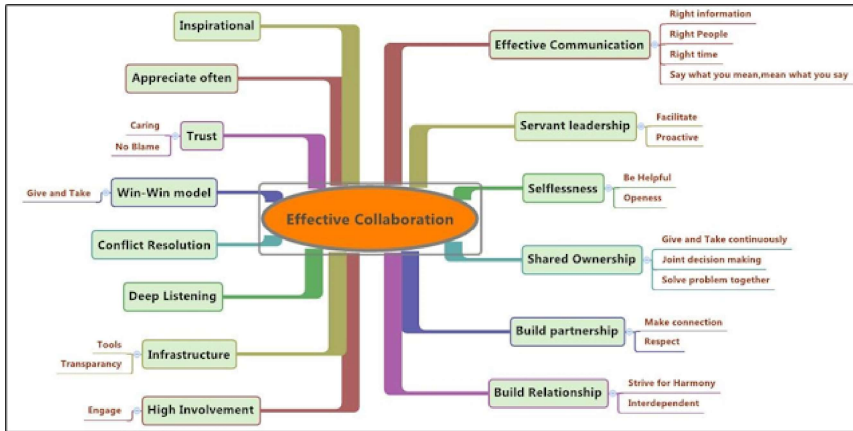 Inspirational
Appreciate often
Trust
Caring
No Blame
Win-Win model
Give and Take
Conflict Resolution
Deep Listening
Infrastructure
Tools
Transparancy
High Involvement
Engage
Effective Collaboration
Effective Communication
Right information
Right People
Right time
Say what you mean,mean what you say
Servant leadership
Facilitate
Proactive
Selflessness
Be Helpful
Openess
Shared Ownership
Give and Take continuously
Joint decision making
Solve problem together
Build partnership
Make connection
Respect
Build Relationship
Strive for Harmony
Interdependent